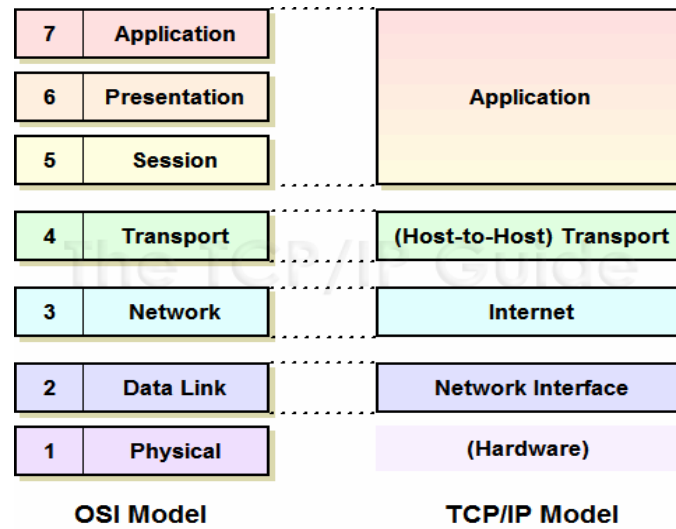 7 Application
6 Presentation
5 Session
Application
4 Transport
(Host-to-Host) Transport
The TCP/IP Guide
3 Network
Internet
2 Data Link
Network Interface
1 Physical
(Hardware)
OSI Model
TCP/IP Model